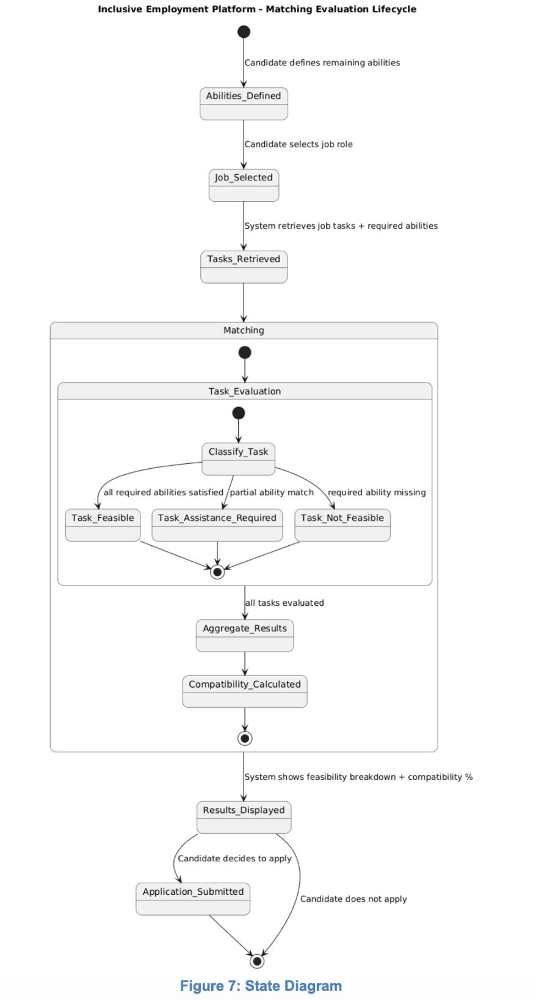 Inclusive Employment Platform - Matching Evaluation Lifecycle
Candidate defines remaining abilities
Abilities_Defined
Candidate selects job role
Job_Selected
System retrieves job tasks + required abilities
Tasks_Retrieved
Matching
Task_Evaluation
Classify_Task
all required abilities satisfied
partial ability match
required ability missing
Task_Feasible
Task_Assistance_Required
Task_Not_Feasible
all tasks evaluated
Aggregate_Results
Compatibility_Calculated
System shows feasibility breakdown + compatibility %
Results_Displayed
Candidate decides to apply
Application_Submitted
Candidate does not apply
Figure 7: State Diagram